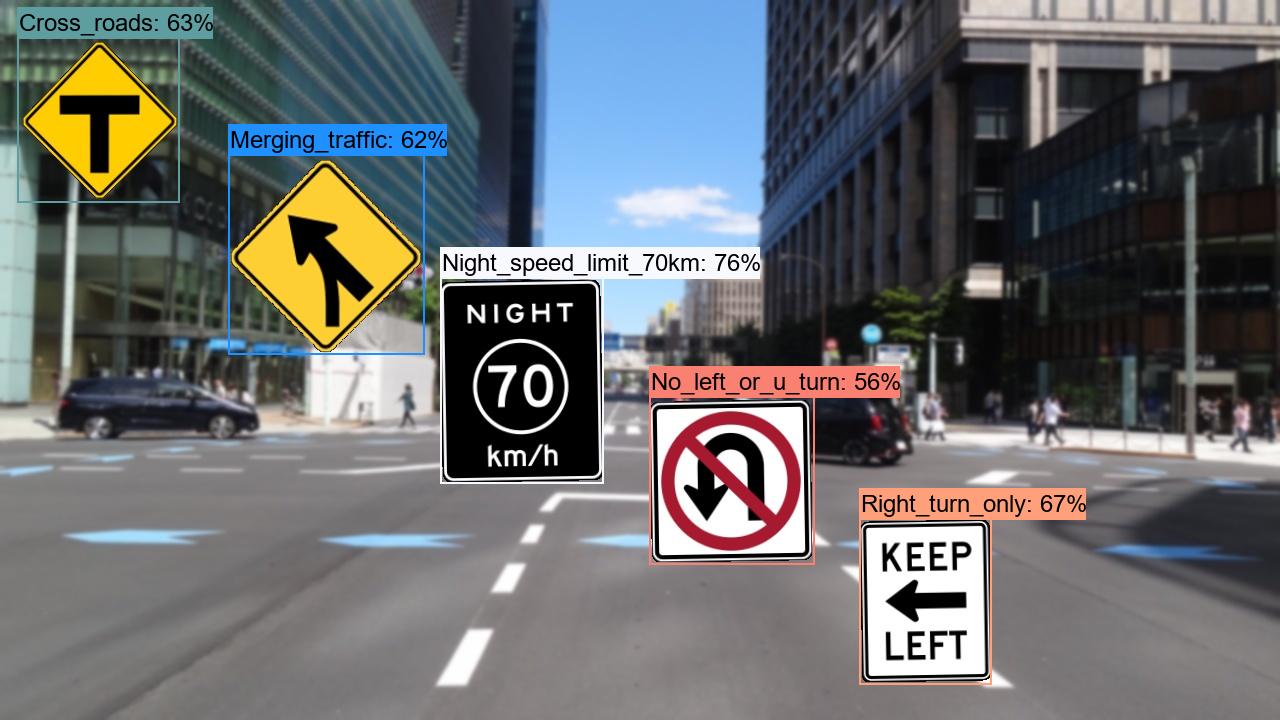 Cross_roads: 63%
Merging_traffic: 62%
Night_speed_limit_70km: 76%
NIGHT
70
km/h
No_left_or_u_turn: 56%
Right_turn_only: 67%
KEEP
LEFT